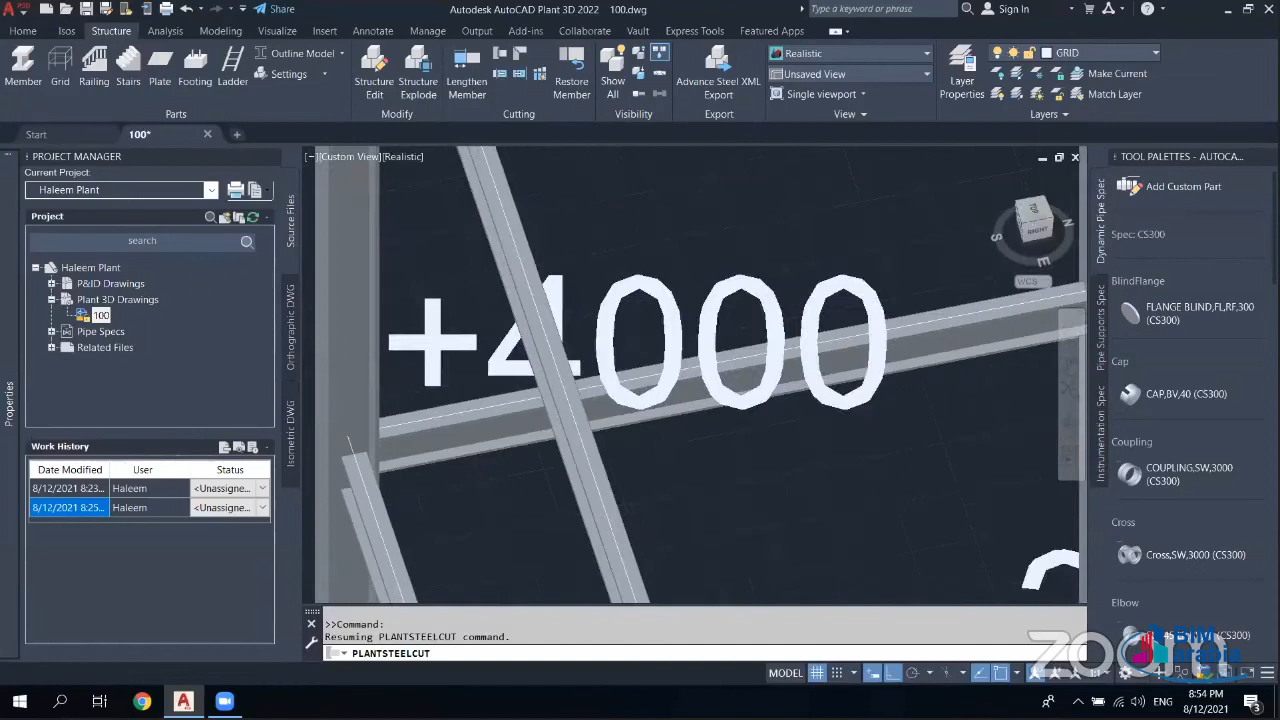 Share
Autodesk AutoCAD Plant 3D 2022 100.dwg
Type a keyword or phrase
Sign In
Home Isos Structure Analysis Modeling Visualize Insert Annotate Manage Output Add-ins Collaborate View Vault Express Tools Featured Apps
Member Grid Railing Stairs Plate Footing Ladder
Outline Model
Settings
Parts
Structure Edit
Structure Explode
Modify
Lengthen Member
Restore Member
Cutting
Show All
Visibility
Advance Steel XML Export
Export
Realistic
Unsaved View
Single viewport
View
Layer Properties
GRID
Make Current
Match Layer
Layers
Start 100*
PROJECT MANAGER
Current Project:
Haleem Plant
Project
search
Haleem Plant
P&ID Drawings
Plant 3D Drawings
100
Pipe Specs
Related Files
Source Files
Orthographic DWG
Isometric DWG
Properties
Work History
Date Modified User Status
8/12/2021 8:23... Haleem <Unassigne...
8/12/2021 8:25... Haleem <Unassigne...
[−][Custom View][Realistic]
+4000
TOP
RIGHT
S E N
WCS
>>Command:
Resuming PLANTSTEELCUT command.
PLANTSTEELCUT
MODEL
TOOL PALETTES - AUTOCA...
Dynamic Pipe Spec
Pipe Supports Spec
Instrumentation Spec
Add Custom Part
Spec: CS300
BlindFlange
FLANGE BLIND,FL,RF,300 (CS300)
Cap
CAP,BV,40 (CS300)
Coupling
COUPLING,SW,3000 (CS300)
Cross
Cross,SW,3000 (CS300)
Elbow
zoom
BIM
arabia
ENG
8:54 PM
8/12/2021